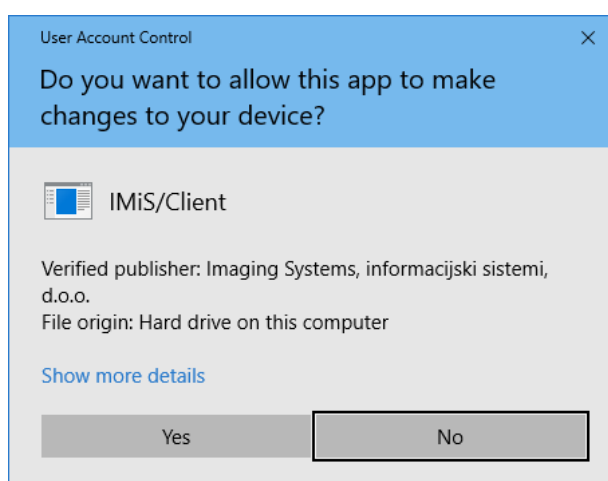 User Account Control
Do you want to allow this app to make
changes to your device?
IMiS/Client
Verified publisher: Imaging Systems, informacijski sistemi,
d.o.o.
File origin: Hard drive on this computer
Show more details
Yes
No